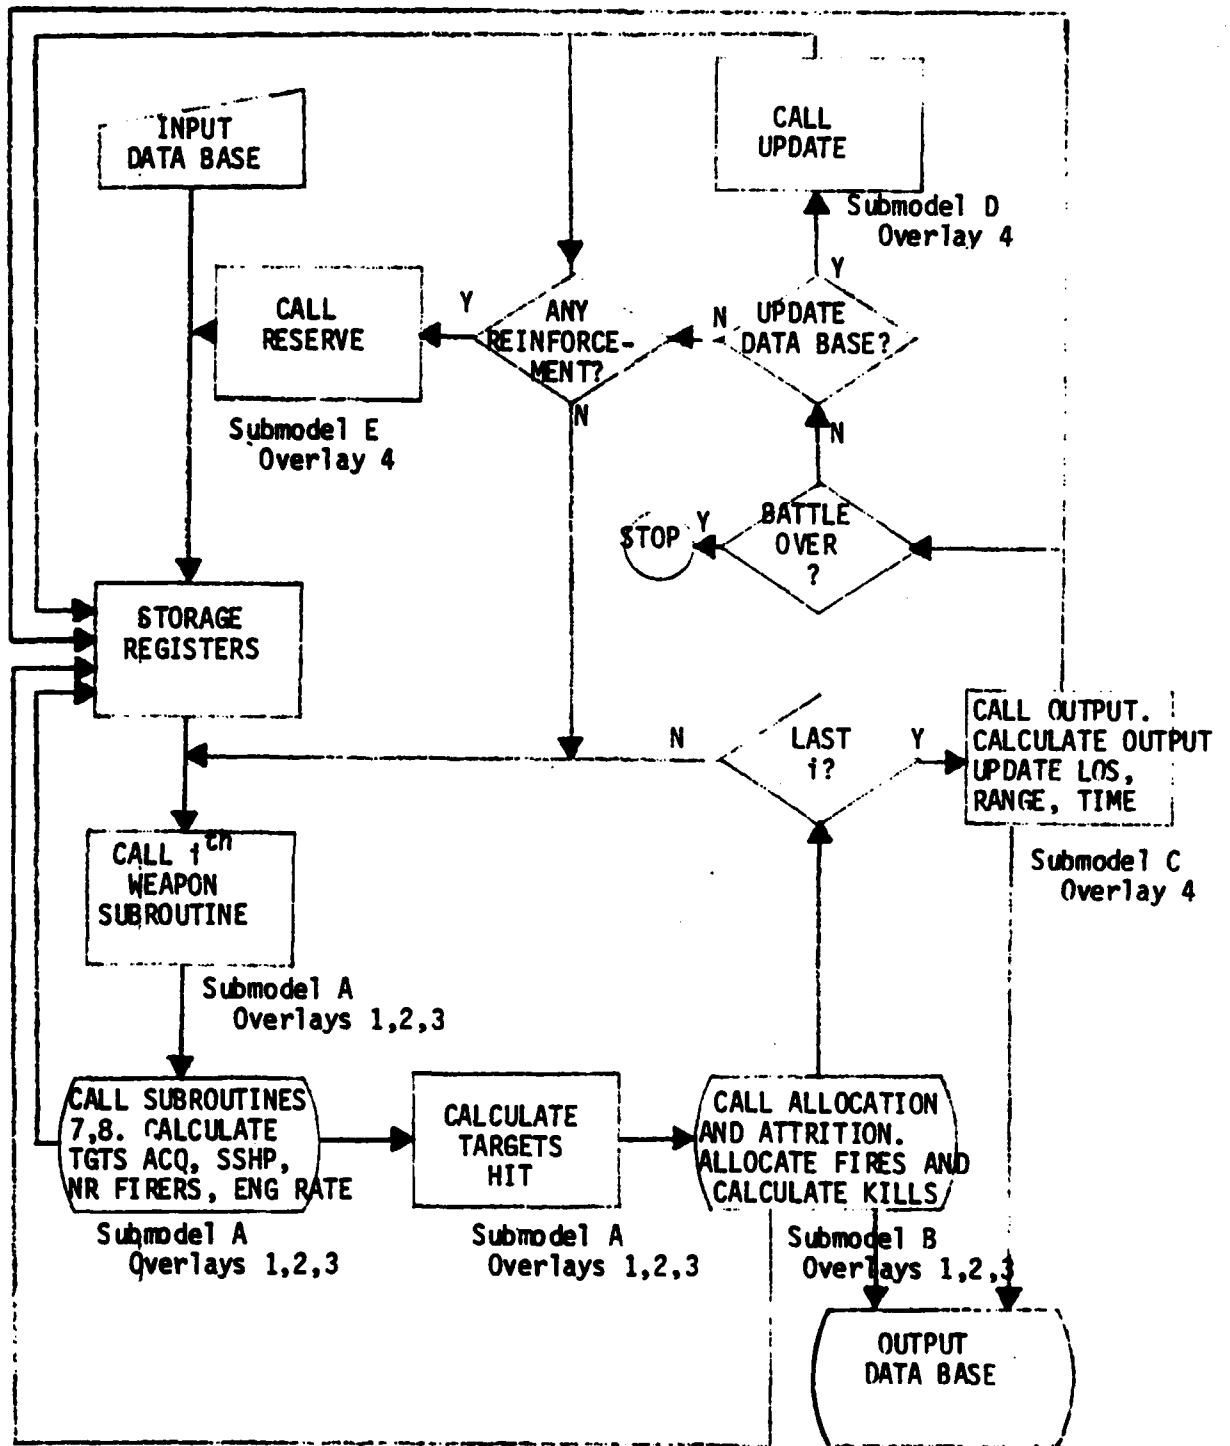 INPUT
DATA BASE
CALL
UPDATE
Submodel D
Overlay 4
CALL
RESERVE
Y
ANY
REINFORCE-
MENT?
N
UPDATE
DATA BASE?
Y
Submodel E
Overlay 4
N
N
STOP
Y
BATTLE
OVER
?
STORAGE
REGISTERS
N
LAST
i?
Y
CALL OUTPUT.
CALCULATE OUTPUT
UPDATE LOS,
RANGE, TIME
Submodel C
Overlay 4
CALL ith
WEAPON
SUBROUTINE
Submodel A
Overlays 1,2,3
CALL SUBROUTINES
7,8. CALCULATE
TGTS ACQ, SSHP,
NR FIRERS, ENG RATE
Submodel A
Overlays 1,2,3
CALCULATE
TARGETS
HIT
Submodel A
Overlays 1,2,3
CALL ALLOCATION
AND ATTRITION.
ALLOCATE FIRES AND
CALCULATE KILLS
Submodel B
Overlays 1,2,3
OUTPUT
DATA BASE